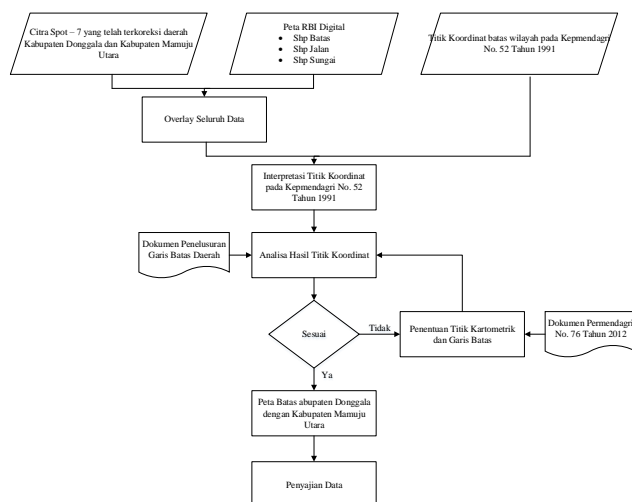 Citra Spot – 7 yang telah terkoreksi daerah
Kabupaten Donggala dan Kabupaten Mamuju
Utara
Peta RBI Digital
• Shp Batas
• Shp Jalan
• Shp Sungai
Titik Koordinat batas wilayah pada Kepmendagri
No. 52 Tahun 1991
Overlay Seluruh Data
Interpretasi Titik Koordinat
pada Kepmendagri No. 52
Tahun 1991
Dokumen Penelusuran
Garis Batas Daerah
Analisa Hasil Titik Koordinat
Sesuai
Tidak
Penentuan Titik Kartometrik
dan Garis Batas
Dokumen Permendagri
No. 76 Tahun 2012
Ya
Peta Batas abupaten Donggala
dengan Kabupaten Mamuju
Utara
Penyajian Data